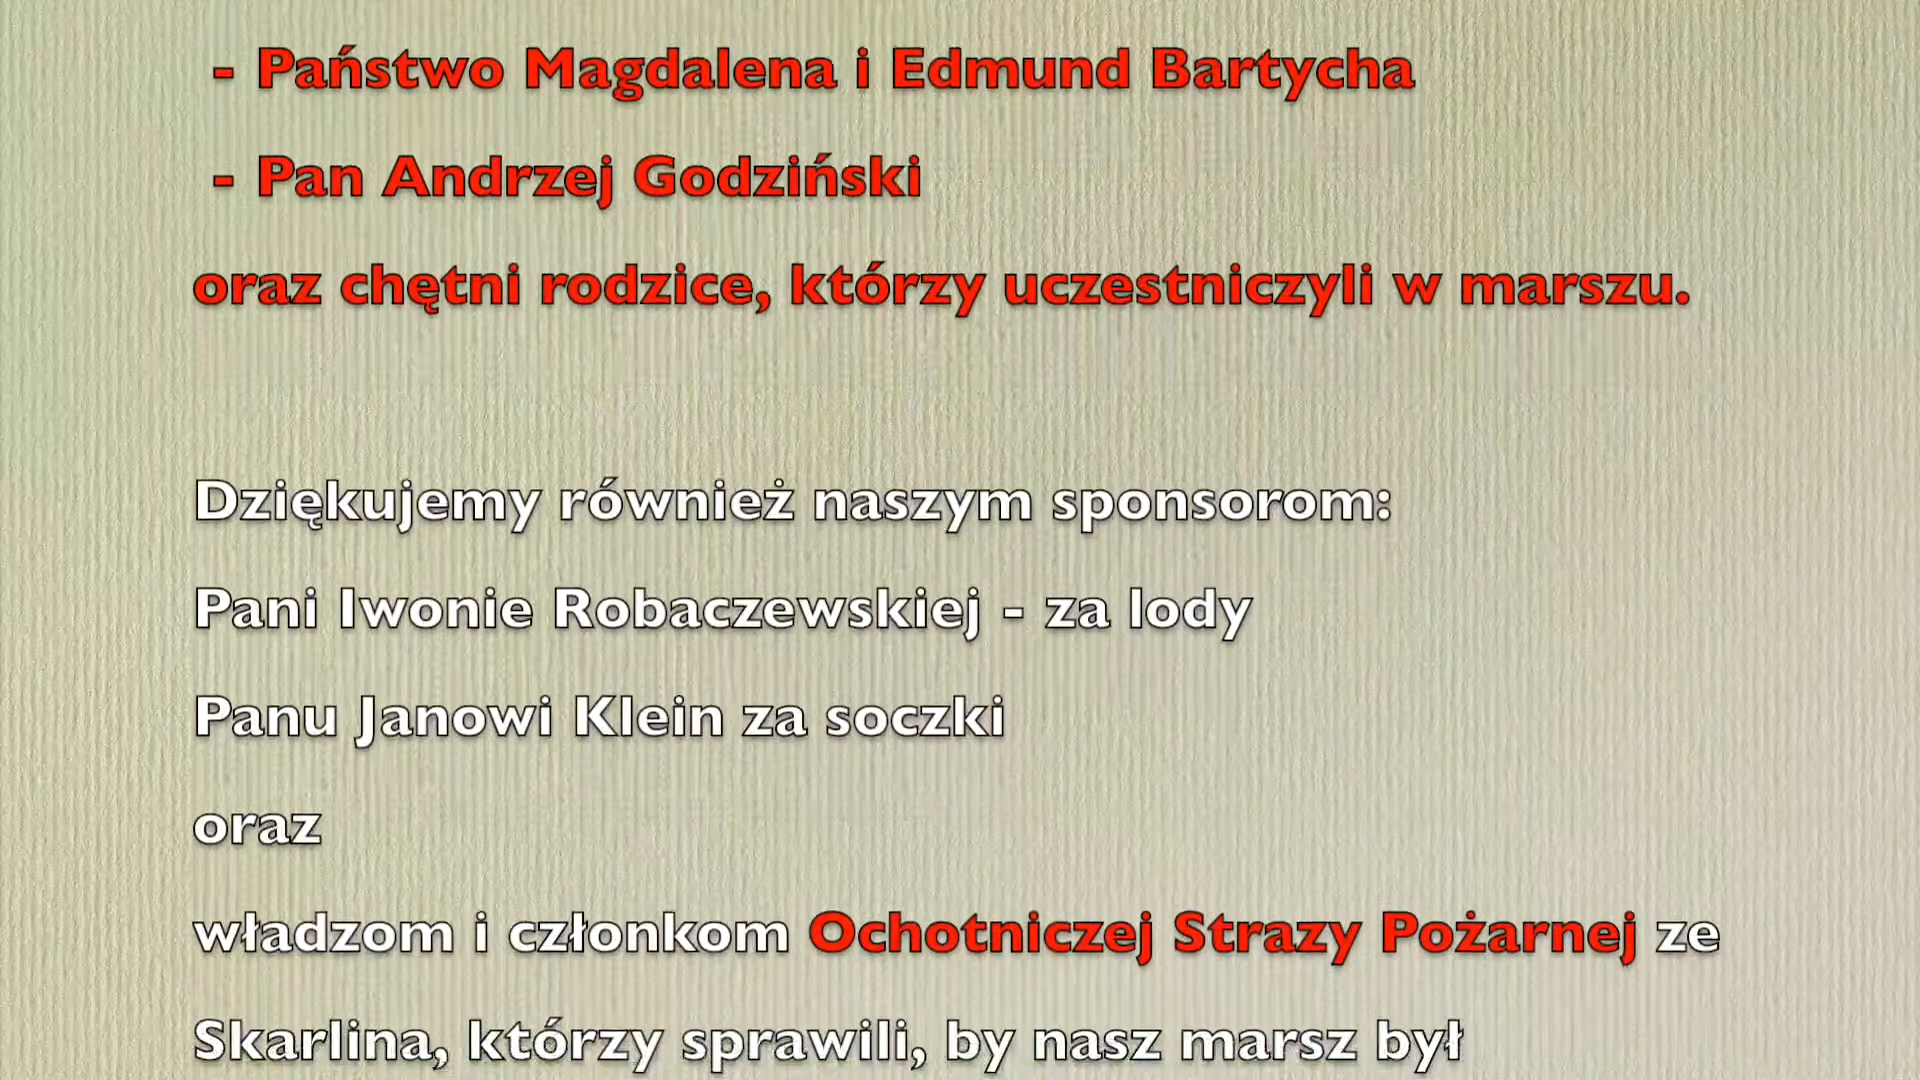 - Państwo Magdalena i Edmund Bartycha
- Pan Andrzej Godziński
oraz chętni rodzice, którzy uczestniczyli w marszu.
Dziękujemy również naszym sponsorom:
Pani Iwonie Robaczewskiej - za lody
Panu Janowi Klein za soczki
oraz
władzom i członkom Ochotniczej Strazy Pożarnej ze
Skarlina, którzy sprawili, by nasz marsz był